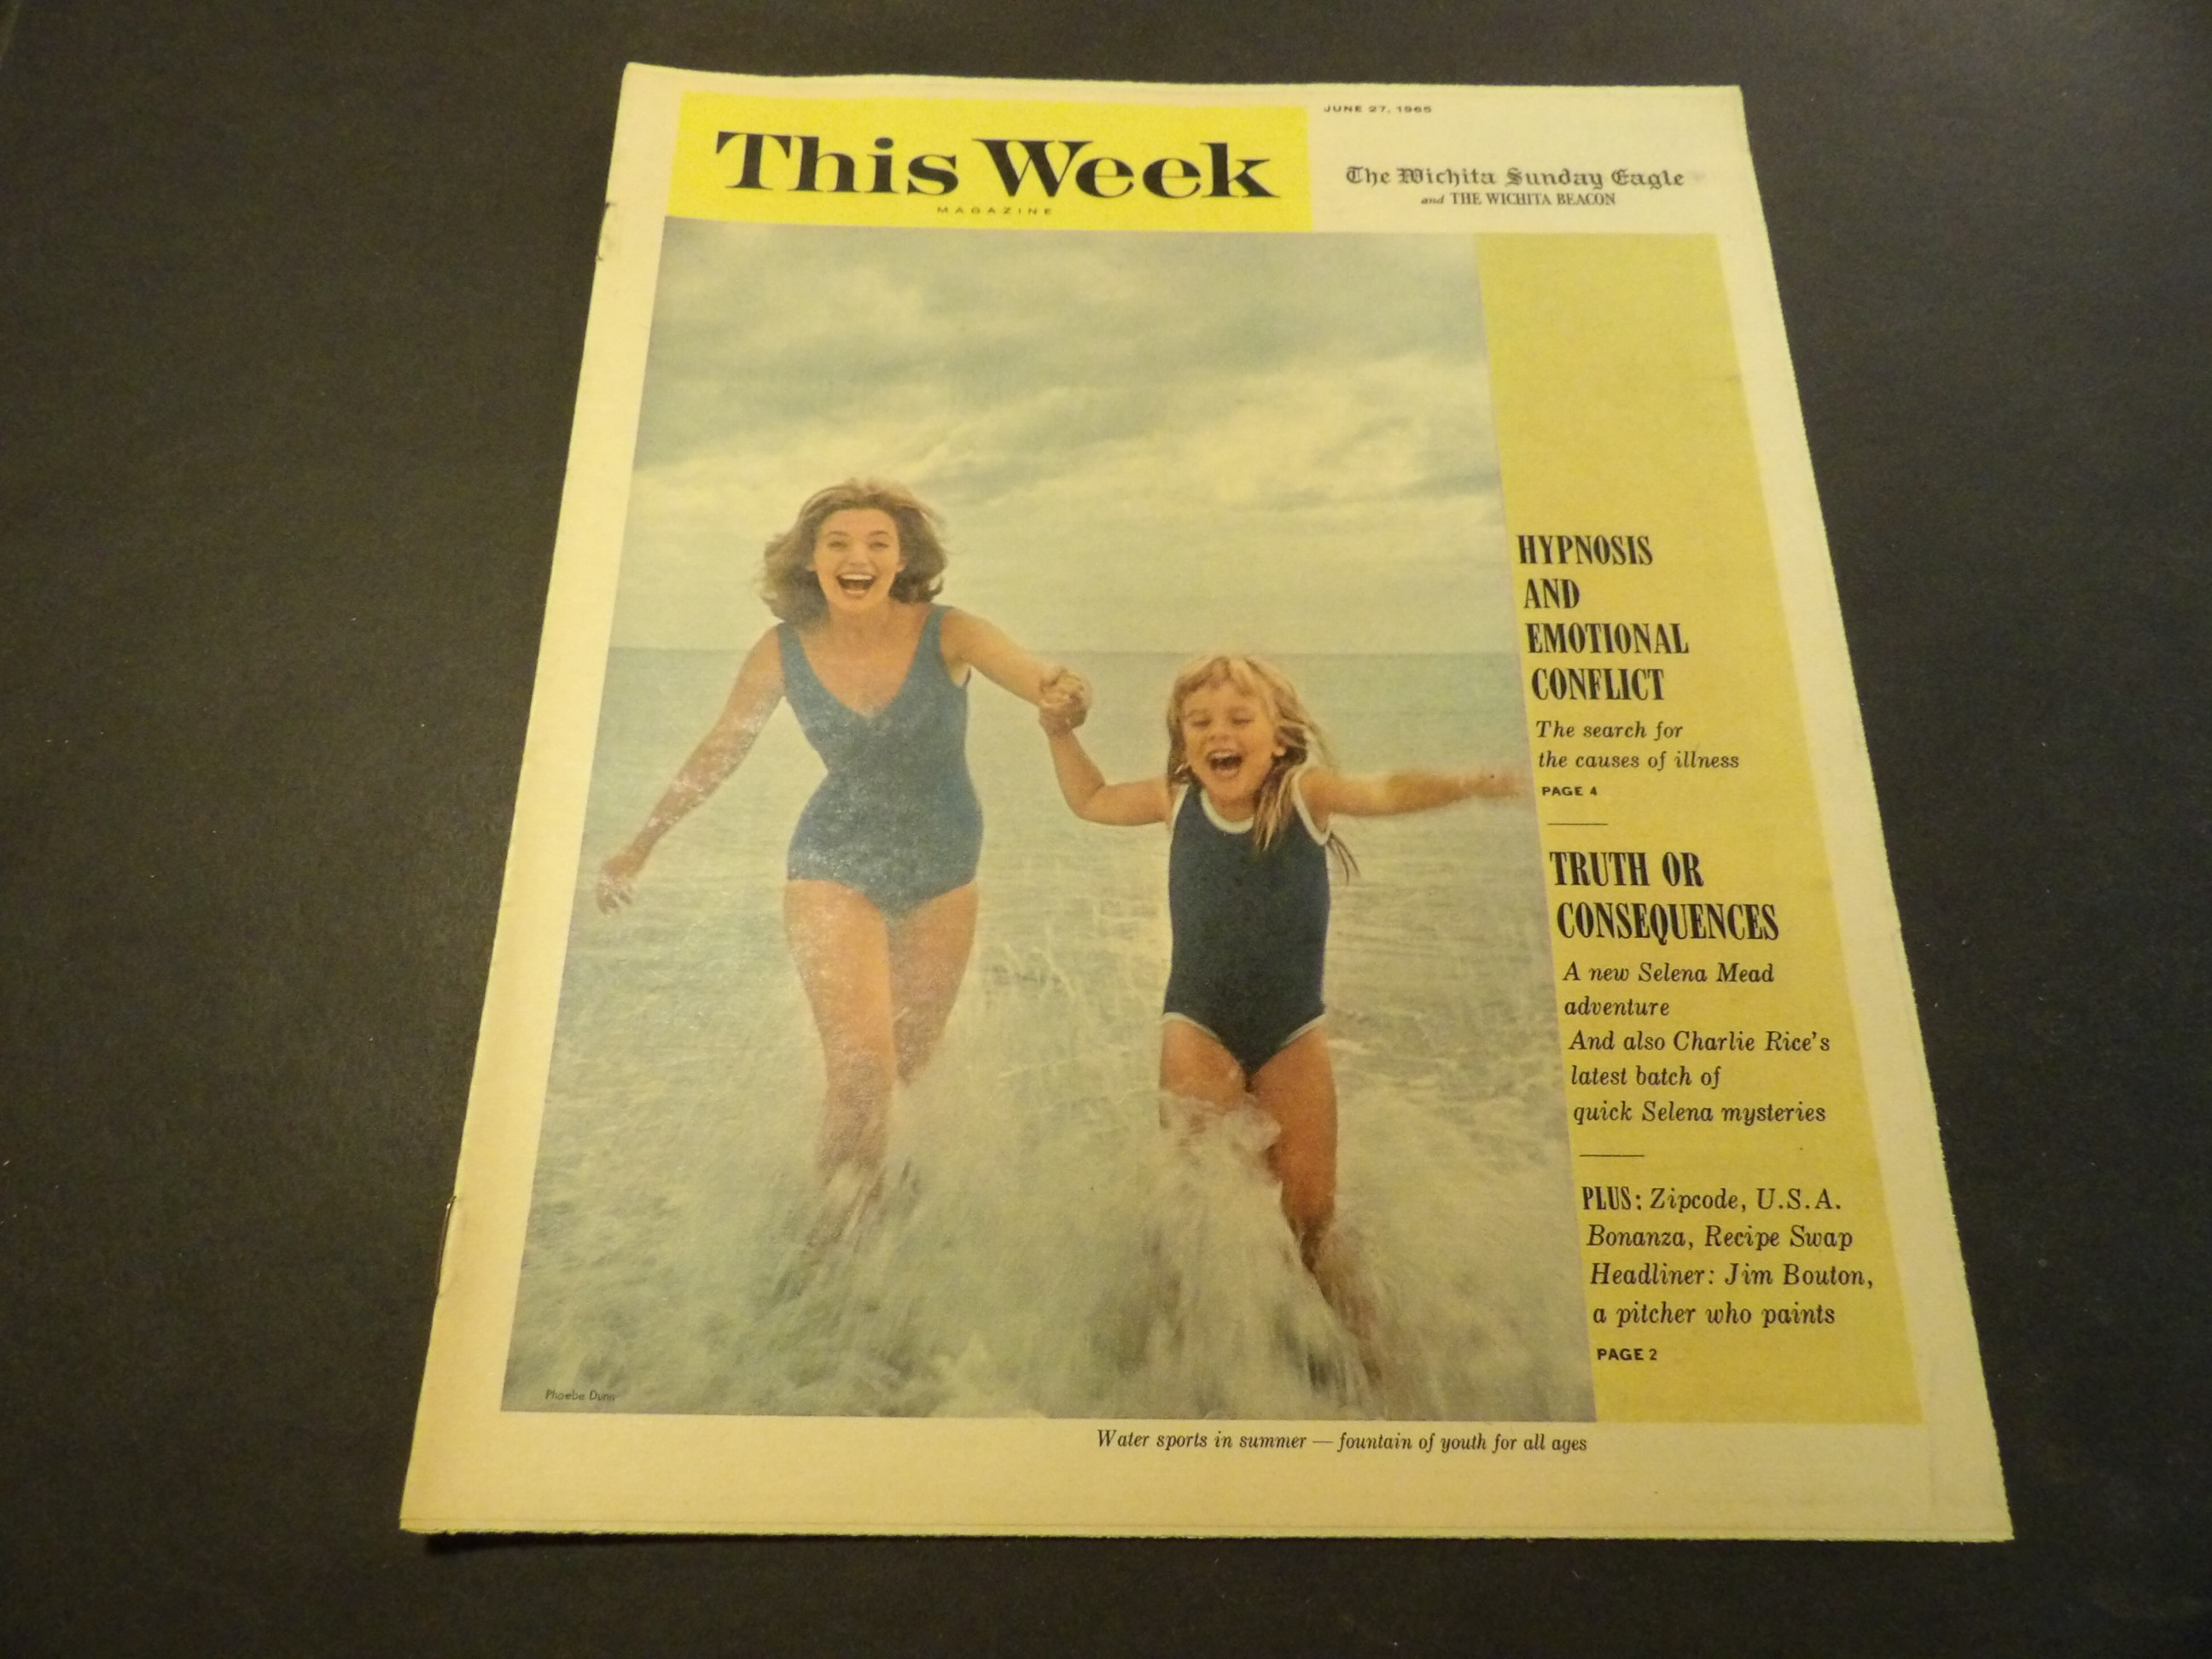 JUNE 27, 1965
This Week
MAGAZINE
The Wichita Sunday Eagle
and THE WICHITA BEACON
HYPNOSIS
AND
EMOTIONAL
CONFLICT
The search for
the causes of illness
PAGE 4
TRUTH OR
CONSEQUENCES
A new Selena Mead
adventure
And also Charlie Rice's
latest batch of
quick Selena mysteries
PLUS: Zipcode, U.S.A.
Bonanza, Recipe Swap
Headliner: Jim Bouton,
a pitcher who paints
PAGE 2
Phoebe Dunn
Water sports in summer — fountain of youth for all ages